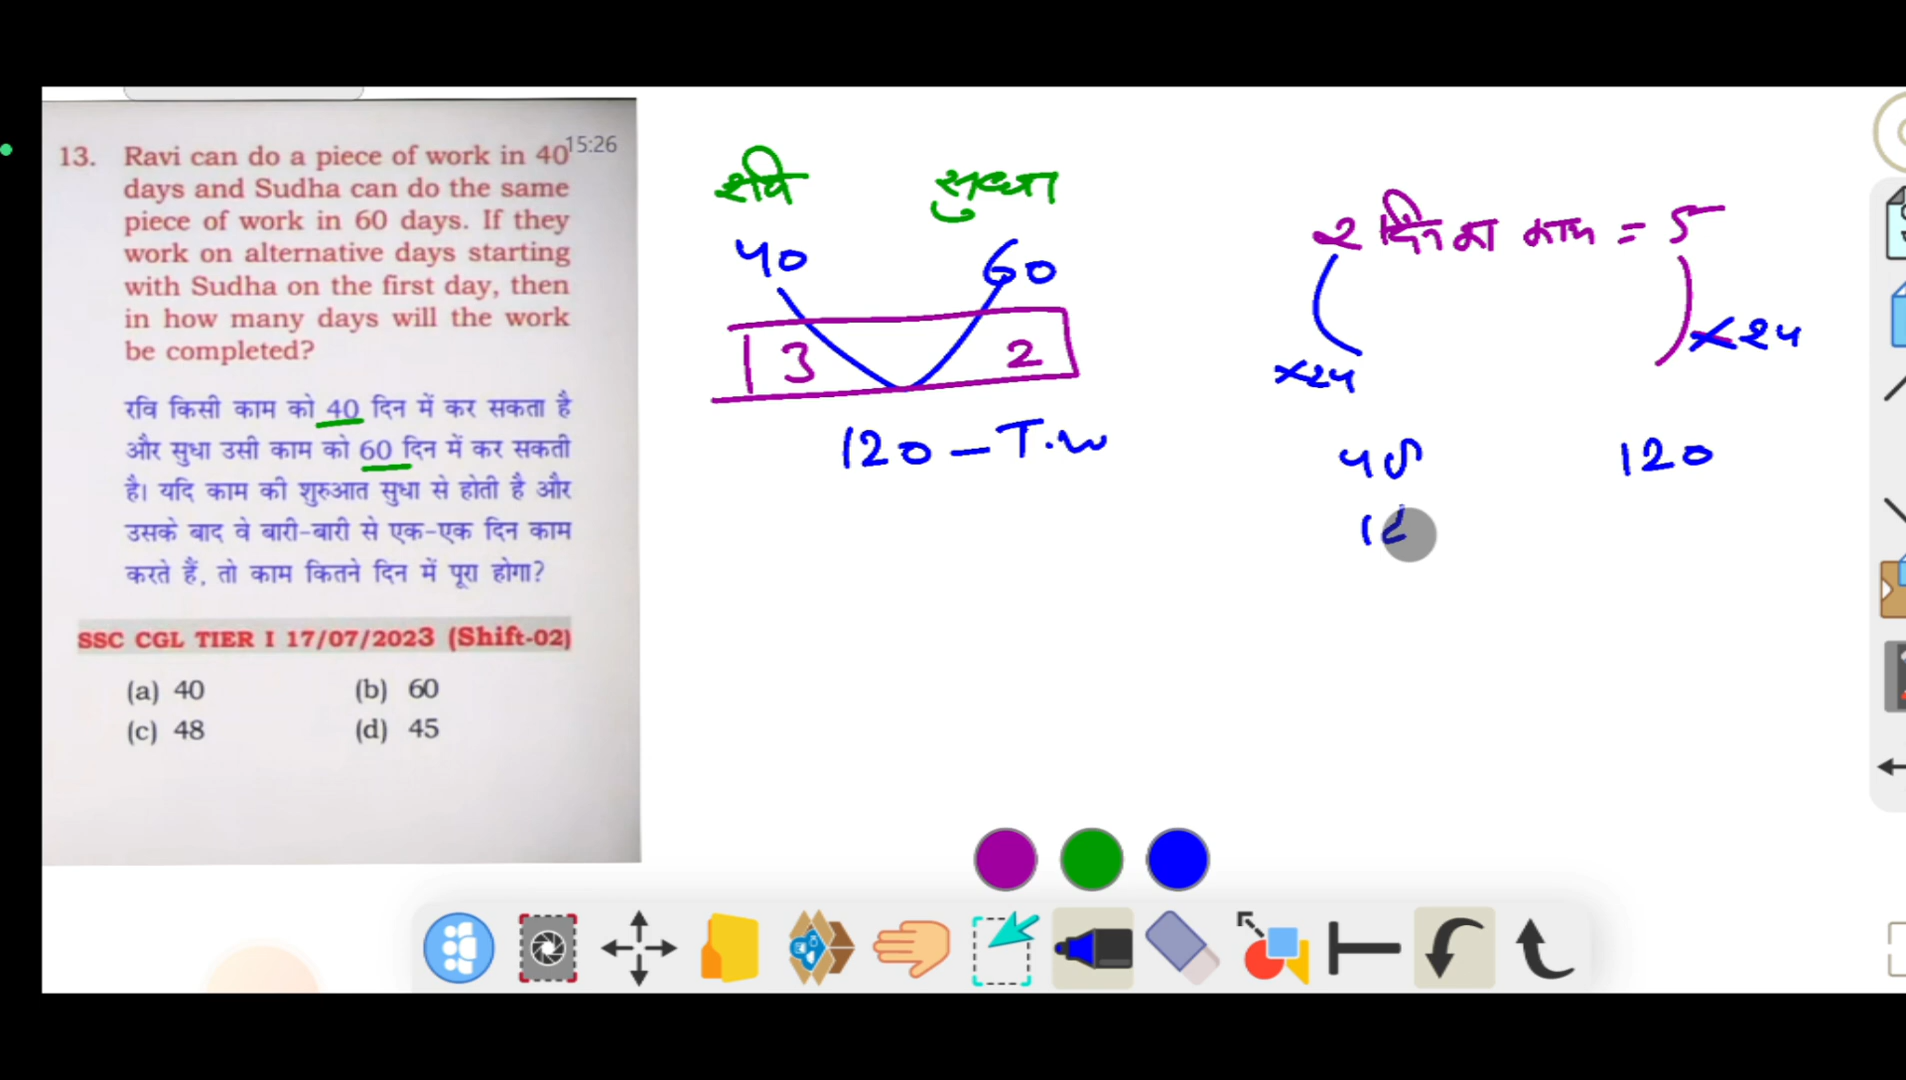 15:26
13. Ravi can do a piece of work in 40
days and Sudha can do the same
piece of work in 60 days. If they
work on alternative days starting
with Sudha on the first day, then
in how many days will the work
be completed?
रवि किसी काम को 40 दिन में कर सकता है
और सुधा उसी काम को 60 दिन में कर सकती
है। यदि काम की शुरुआत सुधा से होती है और
उसके बाद वे बारी-बारी से एक-एक दिन काम
करते हैं, तो काम कितने दिन में पूरा होगा?
SSC CGL TIER I 17/07/2023 (Shift-02)
(a) 40 (b) 60
(c) 48 (d) 45
रवि सुधा
40 60
3 2
120 - T.w
2 दिन का काम = 5
×24 ×24
48 120